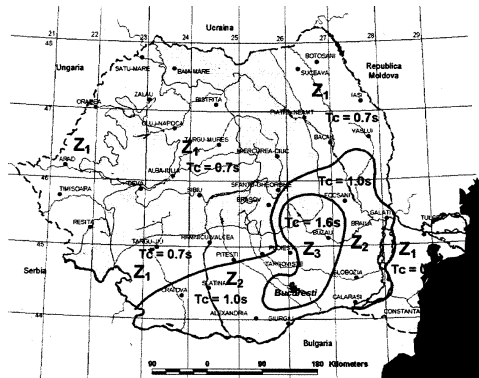 21 22 23 24 25 26 27 28
Ucraina
48
BOTOSANI
SATU-MARE
BAIA-MARE
SUCEAVA
Ungaria
Republica
Moldova
47
ZALAU
Z1
IASI
ORADEA
BISTRITA
Tc = 0.7s
CLUJ-NAPOCA
VASLUI
Z1
Z1
TARGU-MURES
BACAU
MIERCUREA-CIUC
ARAD
Tc = 0.7s
ALBA-IULIA
46
Tc = 1.0s
TIMISOARA
DEVA
SIBIU
SFANTU-GHEORGHE
FOCSANI
BRASOV
GALATI
RESITA
Tc = 1.6s
BRAILA
TULCEA
BUZAU
45
TARGU-JIU
RAMNICU VALCEA
Z3
Z2
Z1
Tc = 0.7s
PITESTI
PLOIESTI
TARGOVISTE
Serbia
Z1
Z2
SLOBOZIA
SLATINA
Bucuresti
CRAIOVA
Tc = 1.0s
CALARASI
CONSTANTA
ALEXANDRIA
GIURGIU
44
Bulgaria
90 0 90 180 Kilometers